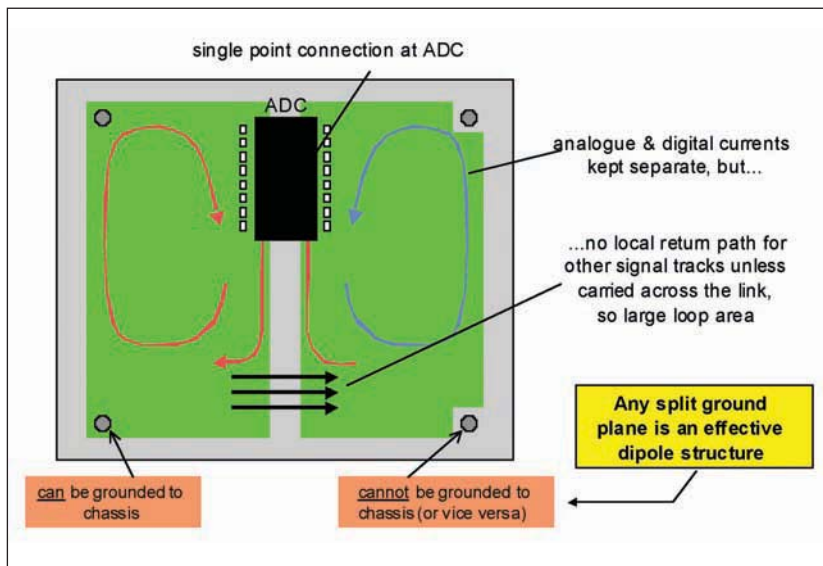 single point connection at ADC
ADC
analogue & digital currents
kept separate, but...
...no local return path for
other signal tracks unless
carried across the link,
so large loop area
Any split ground
plane is an effective
dipole structure
can be grounded to
chassis
cannot be grounded to
chassis (or vice versa)